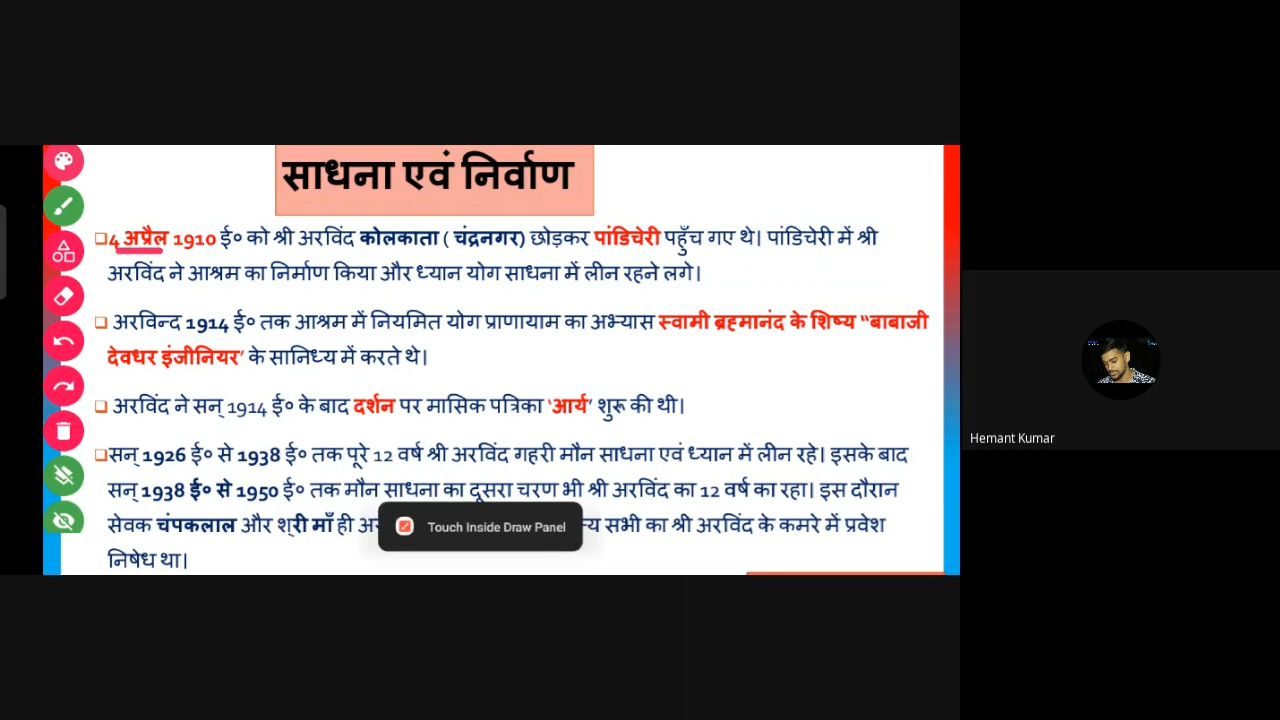 साधना एवं निर्वाण
4 अप्रैल 1910 ई० को श्री अरविंद कोलकाता ( चंद्रनगर) छोड़कर पांडिचेरी पहुँच गए थे। पांडिचेरी में श्री
अरविंद ने आश्रम का निर्माण किया और ध्यान योग साधना में लीन रहने लगे।
अरविन्द 1914 ई० तक आश्रम में नियमित योग प्राणायाम का अभ्यास स्वामी ब्रह्मानंद के शिष्य “बाबाजी
देवधर इंजीनियर’ के सानिध्य में करते थे।
अरविंद ने सन् 1914 ई० के बाद दर्शन पर मासिक पत्रिका ‘आर्य’ शुरू की थी।
सन् 1926 ई० से 1938 ई० तक पूरे 12 वर्ष श्री अरविंद गहरी मौन साधना एवं ध्यान में लीन रहे। इसके बाद
सन् 1938 ई० से 1950 ई० तक मौन साधना का दूसरा चरण भी श्री अरविंद का 12 वर्ष का रहा। इस दौरान
सेवक चंपकलाल और श्री माँ ही सभी का श्री अरविंद के कमरे में प्रवेश
निषेध था।
Touch Inside Draw Panel
Hemant Kumar